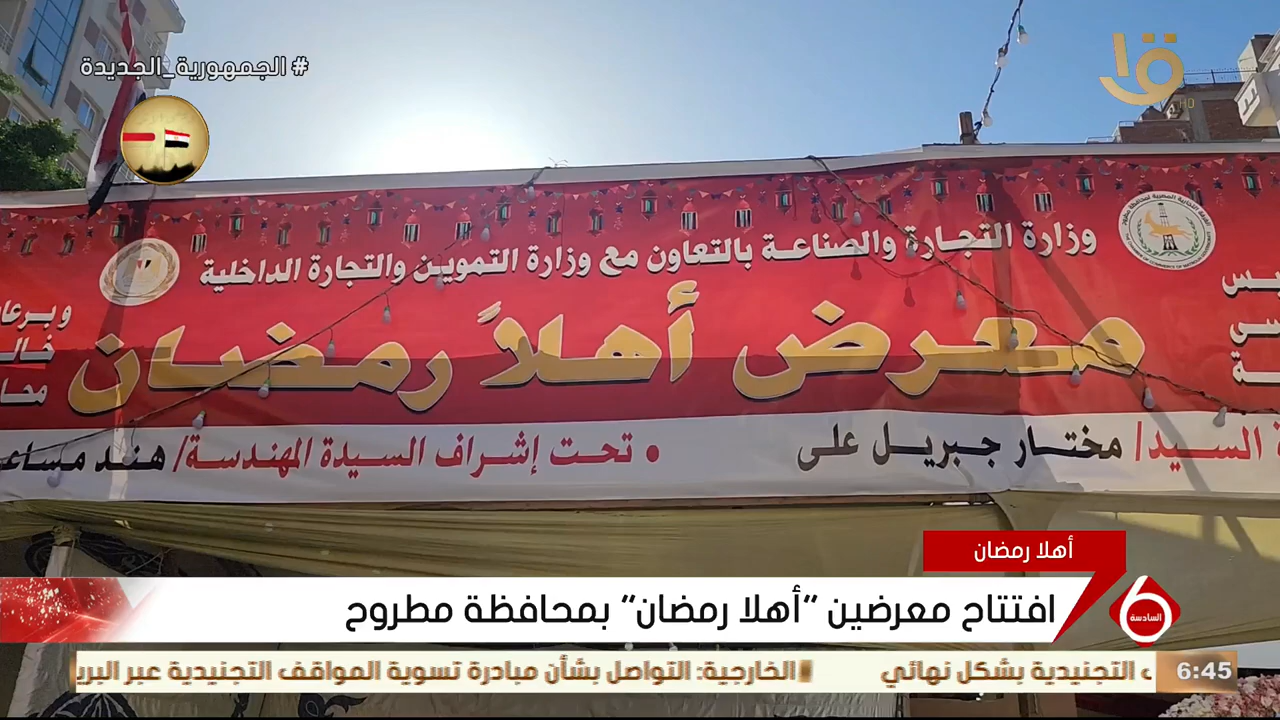 #الجمهورية_الجديدة
HD
وزارة التجارة والصناعة بالتعاون مع وزارة التموين والتجارة الداخلية
معرض أهلاً رمضان
السيد/ مختار جبريل على
• تحت إشراف السيدة المهندسة/ هند
أهلا رمضان
افتتاح معرضين "أهلا رمضان" بمحافظة مطروح
السادسة
التجنيدية بشكل نهائي
الخارجية: التواصل بشأن مبادرة تسوية المواقف التجنيدية عبر
6:45